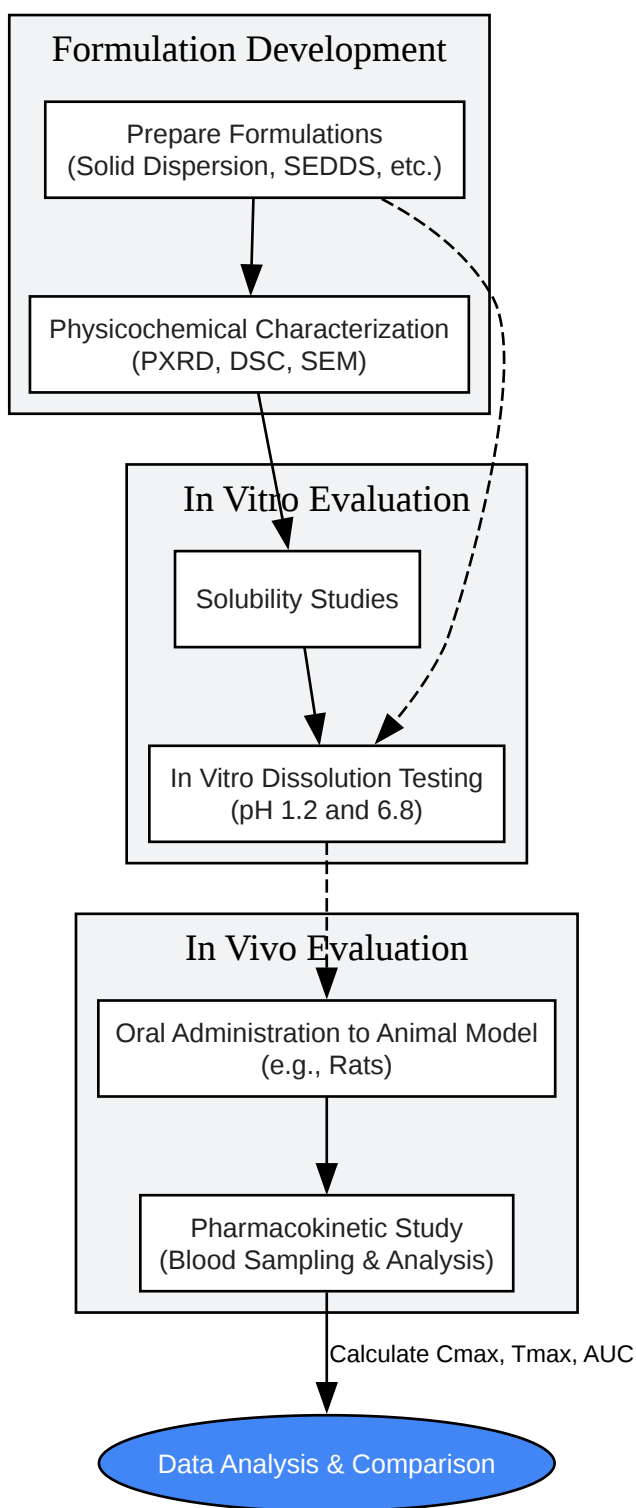 Formulation Development
Prepare Formulations
(Solid Dispersion, SEDDS, etc.)
Physicochemical Characterization
(PXRD, DSC, SEM)
In Vitro Evaluation
Solubility Studies
In Vitro Dissolution Testing
(pH 1.2 and 6.8)
In Vivo Evaluation
Oral Administration to Animal Model
(e.g., Rats)
Pharmacokinetic Study
(Blood Sampling & Analysis)
Calculate Cmax, Tmax, AUC
Data Analysis & Comparison